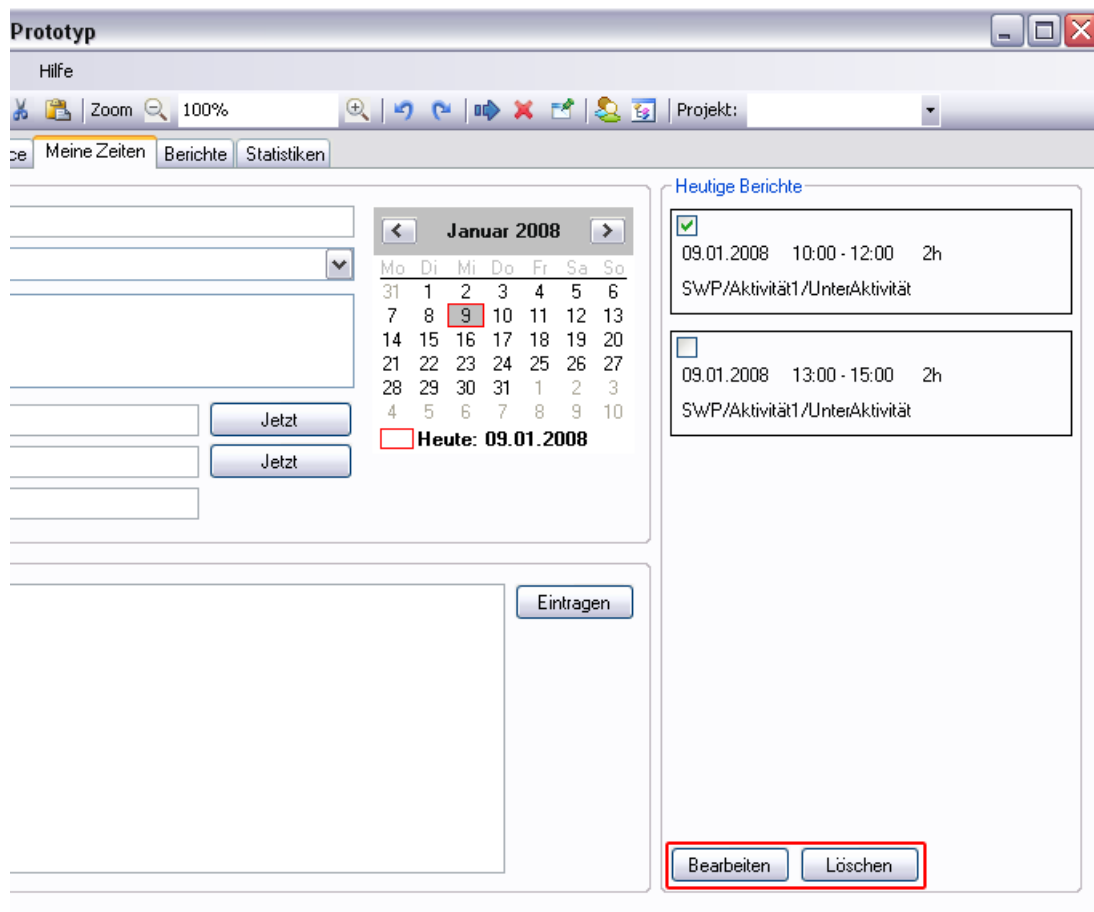 Prototyp
Hilfe
Zoom 100% Projekt:
ce Meine Zeiten Berichte Statistiken
Januar 2008
Mo Di Mi Do Fr Sa So
31 1 2 3 4 5 6
7 8 9 10 11 12 13
14 15 16 17 18 19 20
21 22 23 24 25 26 27
28 29 30 31 1 2 3
4 5 6 7 8 9 10
Heute: 09.01.2008
Jetzt
Jetzt
Eintragen
Heutige Berichte
09.01.2008 10:00 - 12:00 2h
SWP/Aktivität1/UnterAktivität
09.01.2008 13:00 - 15:00 2h
SWP/Aktivität1/UnterAktivität
Bearbeiten Löschen